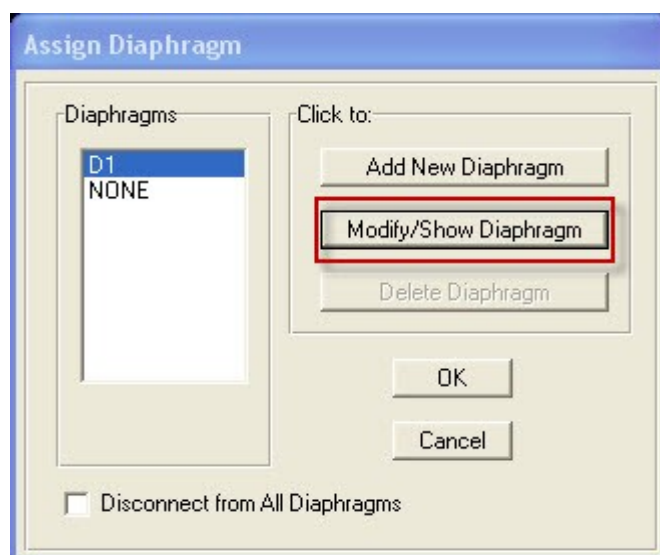 Assign Diaphragm
Diaphragms
D1
NONE
Click to:
Add New Diaphragm
Modify/Show Diaphragm
Delete Diaphragm
OK
Cancel
Disconnect from All Diaphragms